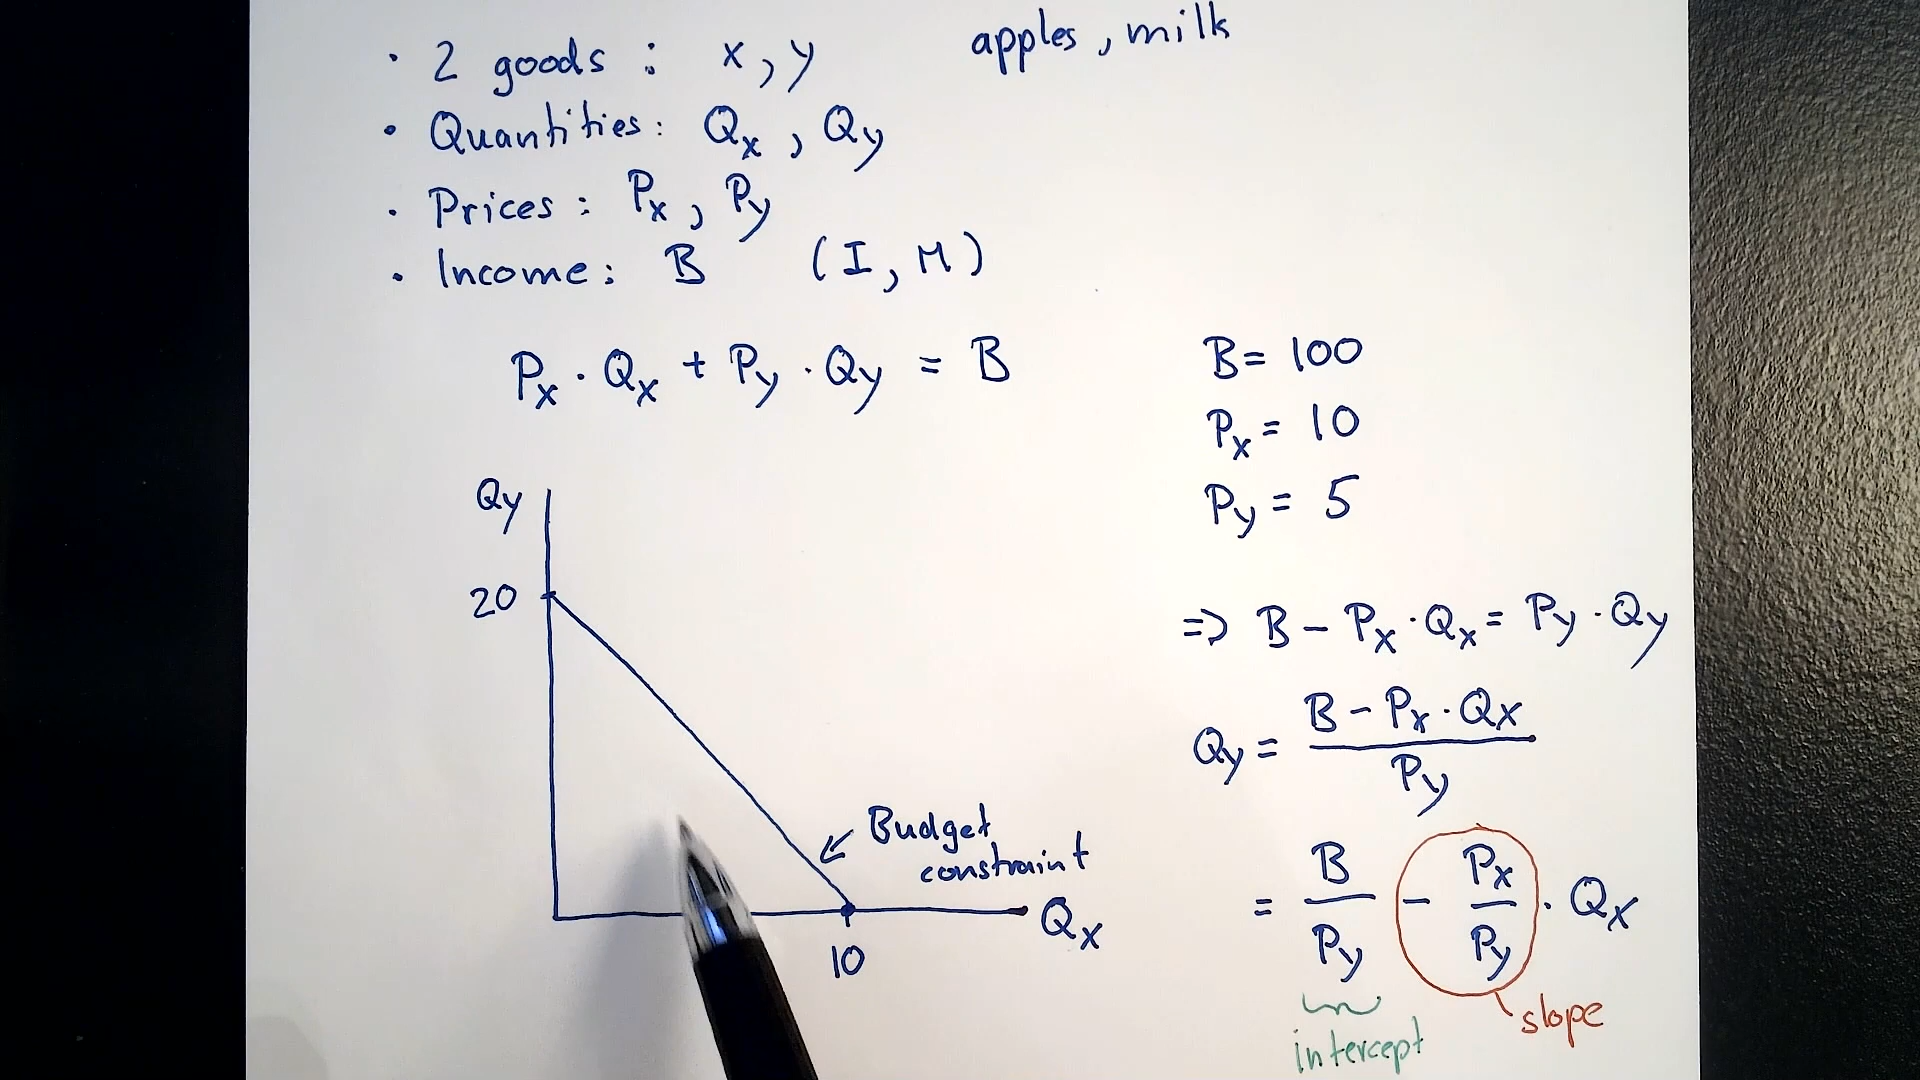 · 2 goods : x, y apples, milk
· Quantities: Qx, Qy
· Prices: Px, Py
· Income: B (I, M)
Px · Qx + Py · Qy = B
B = 100
Px = 10
Py = 5
Qy
20
Budget
constraint
Qx
10
=> B - Px · Qx = Py · Qy
Qy = (B - Px · Qx) / Py
= B/Py - Px/Py · Qx
intercept
slope